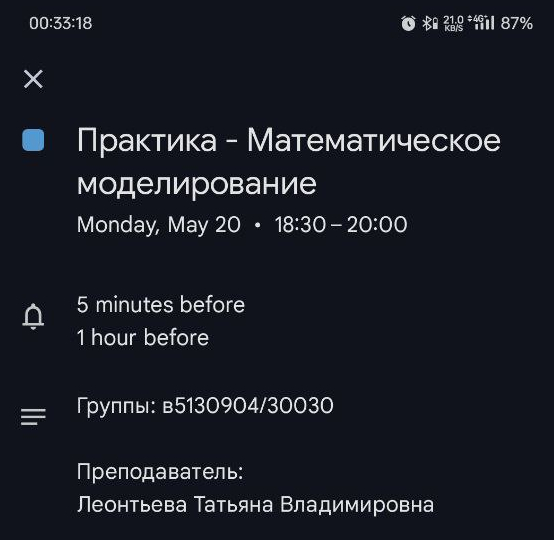 00:33:18 21.0 KB/S 4G+ 87%
Практика - Математическое
моделирование
Monday, May 20 • 18:30 – 20:00
5 minutes before
1 hour before
Группы: в5130904/30030
Преподаватель:
Леонтьева Татьяна Владимировна